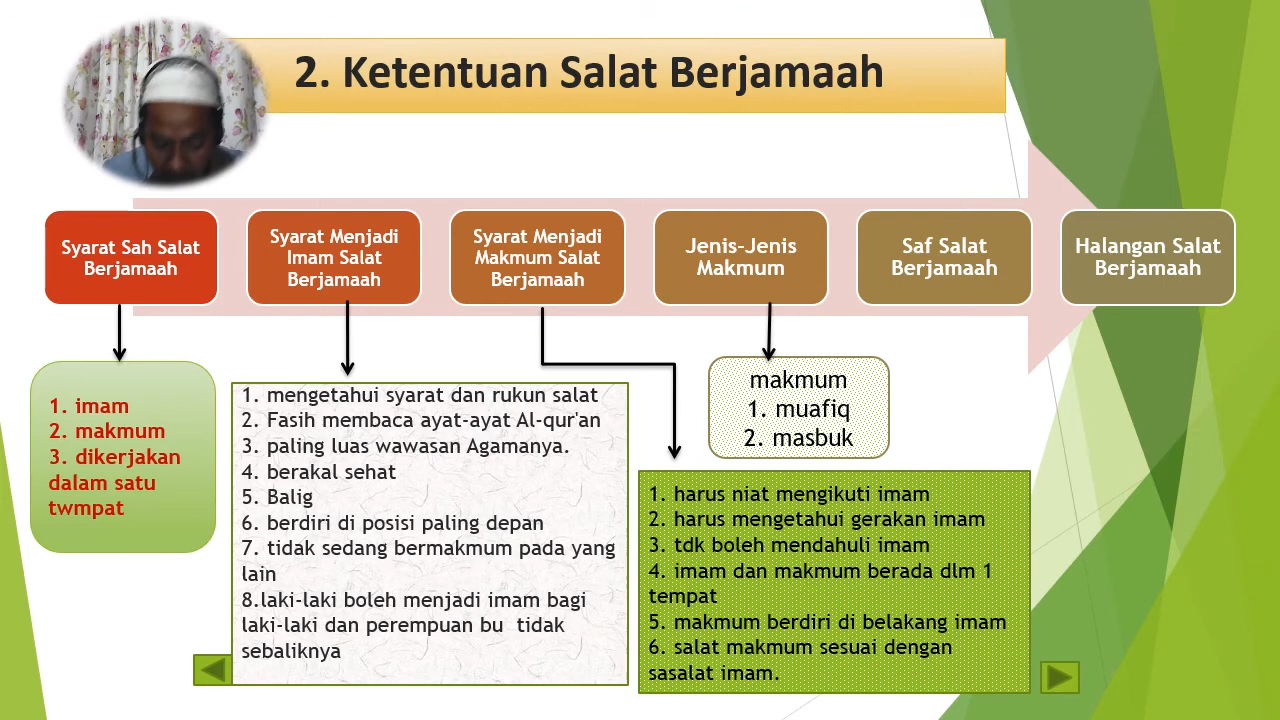 2. Ketentuan Salat Berjamaah
Syarat Sah Salat
Berjamaah
Syarat Menjadi
Imam Salat
Berjamaah
Syarat Menjadi
Makmum Salat
Berjamaah
Jenis-Jenis
Makmum
Saf Salat
Berjamaah
Halangan Salat
Berjamaah
1. imam
2. makmum
3. dikerjakan
dalam satu
twmpat
1. mengetahui syarat dan rukun salat
2. Fasih membaca ayat-ayat Al-qur'an
3. paling luas wawasan Agamanya.
4. berakal sehat
5. Balig
6. berdiri di posisi paling depan
7. tidak sedang bermakmum pada yang
lain
8.laki-laki boleh menjadi imam bagi
laki-laki dan perempuan bu tidak
sebaliknya
makmum
1. muafiq
2. masbuk
1. harus niat mengikuti imam
2. harus mengetahui gerakan imam
3. tdk boleh mendahuli imam
4. imam dan makmum berada dlm 1
tempat
5. makmum berdiri di belakang imam
6. salat makmum sesuai dengan
sasalat imam.